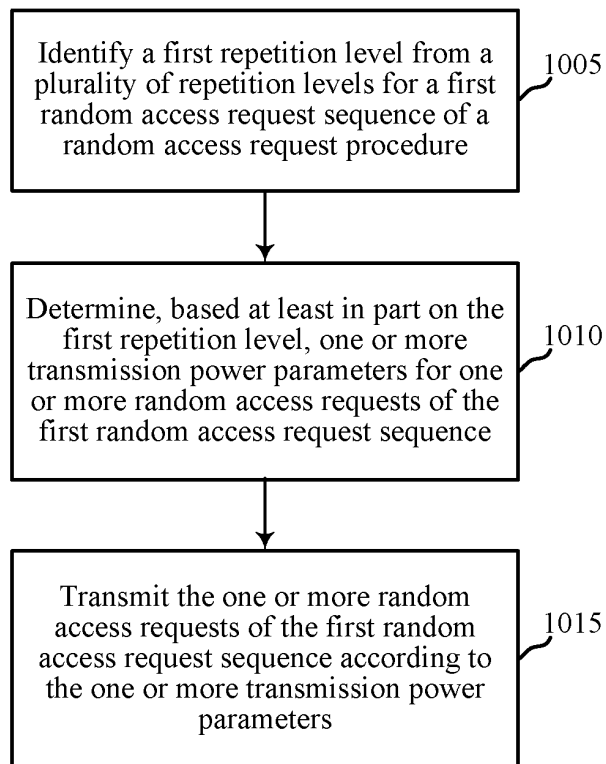 Identify a first repetition level from a
plurality of repetition levels for a first
random access request sequence of a
random access request procedure
1005
Determine, based at least in part on the
first repetition level, one or more
transmission power parameters for one
or more random access requests of the
first random access request sequence
1010
Transmit the one or more random
access requests of the first random
access request sequence according to
the one or more transmission power
parameters
1015